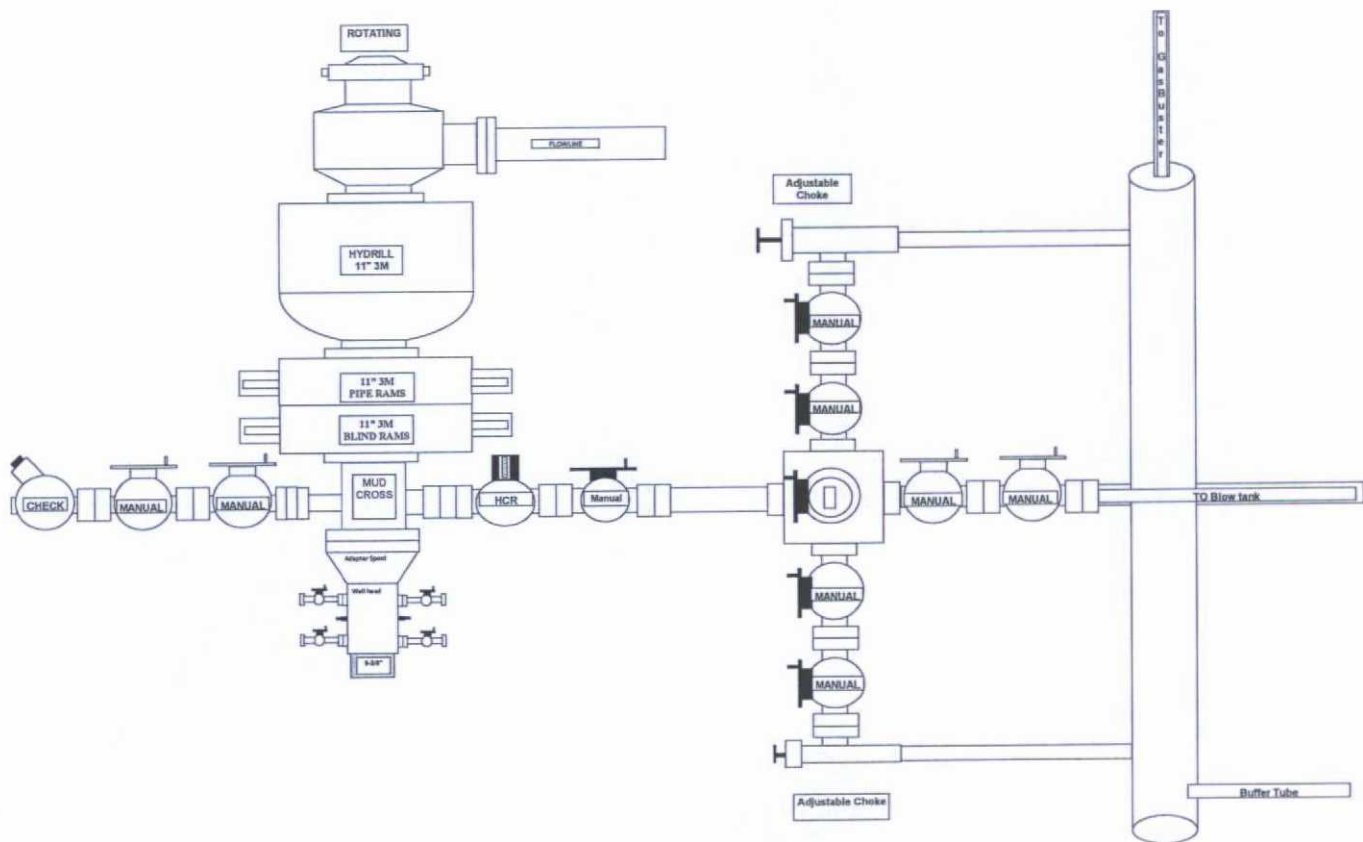 ROTATING
FLOWLINE
To GasBuster
Adjustable
Choke
HYDRILL
11" 3M
MANUAL
11" 3M
PIPE RAMS
MANUAL
11" 3M
BLIND RAMS
MUD
CROSS
CHECK
MANUAL
MANUAL
HCR
Manual
MANUAL
MANUAL
TO Blow tank
Adapter Spool
Well head
MANUAL
MANUAL
Adjustable Choke
Buffer Tube